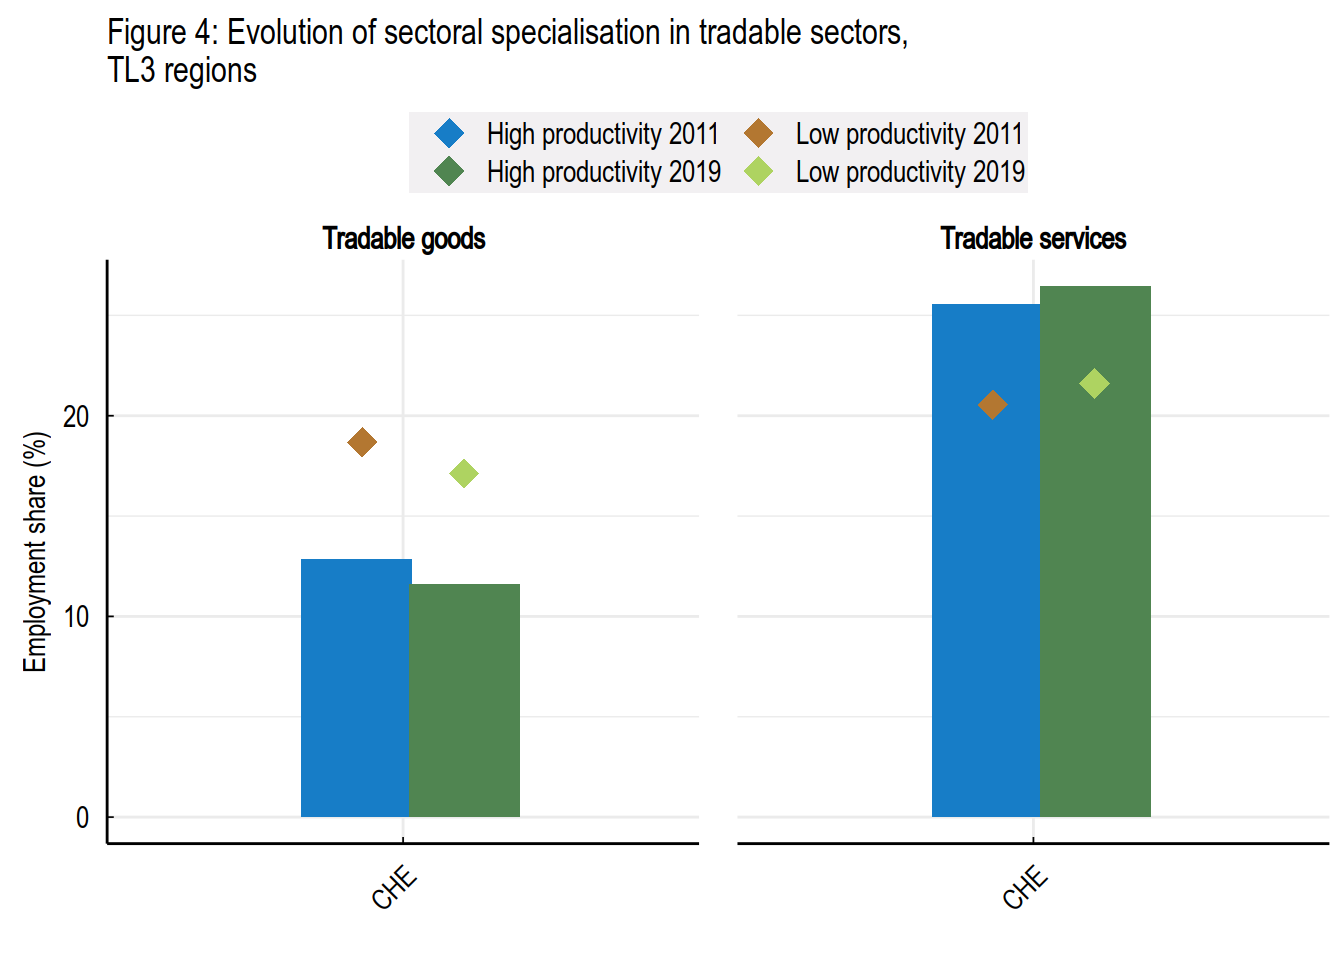 Figure 4: Evolution of sectoral specialisation in tradable sectors,
TL3 regions
High productivity 2011
Low productivity 2011
High productivity 2019
Low productivity 2019
Tradable goods
Tradable services
Employment share (%)
20
10
0
CHE
CHE